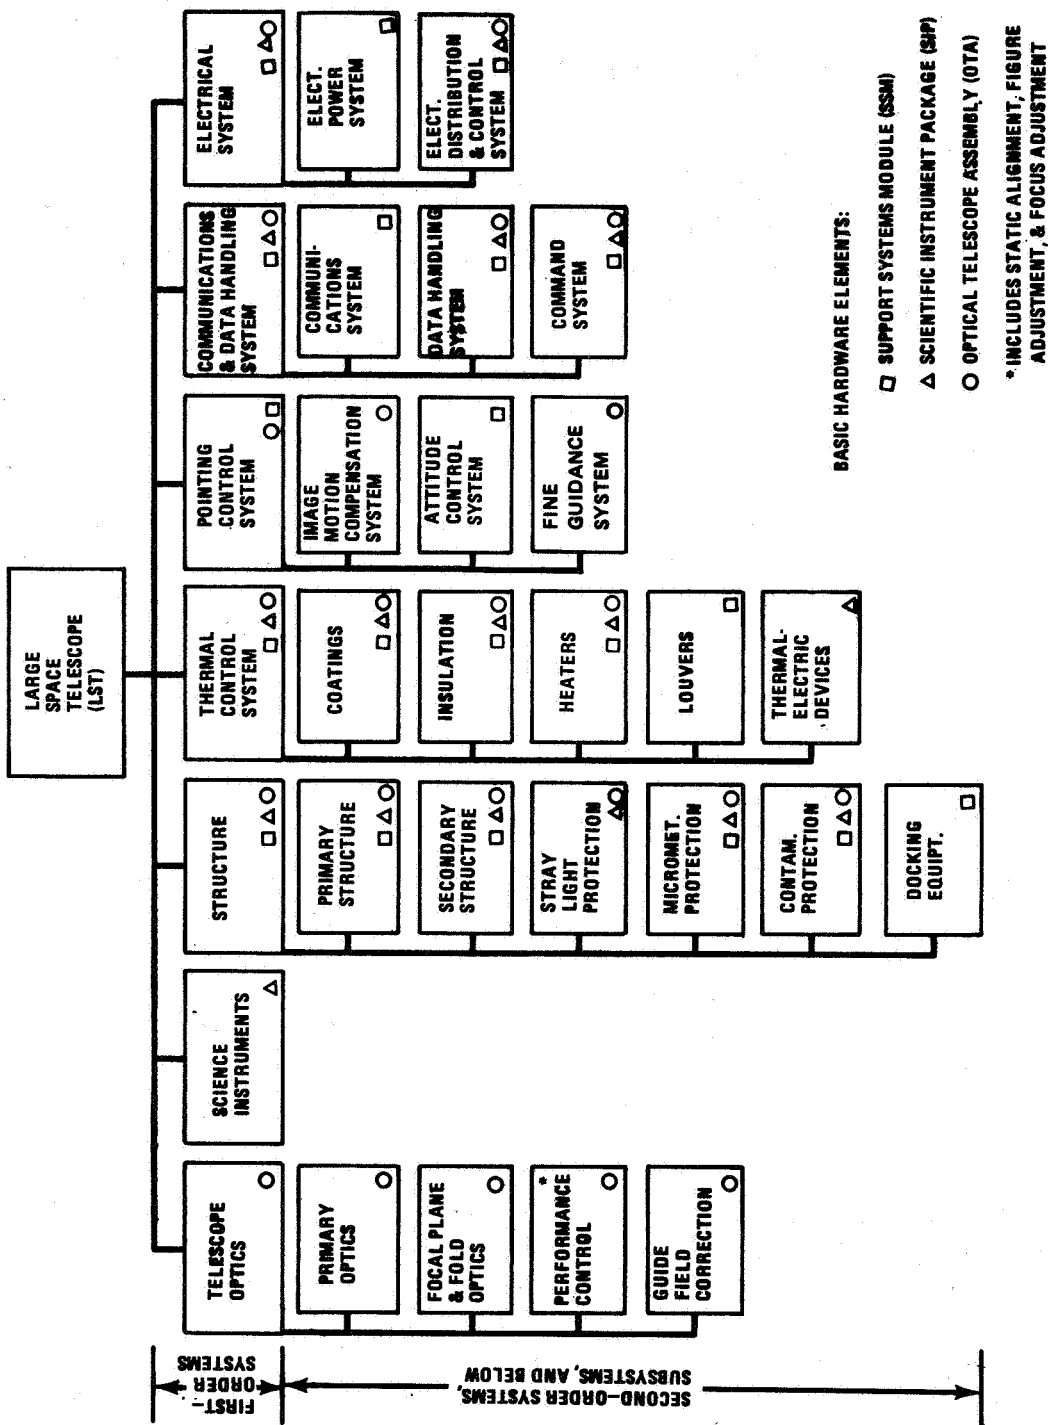 LARGE
SPACE
TELESCOPE
(LST)
FIRST-
ORDER
SYSTEMS
SECOND-ORDER SYSTEMS,
SUBSYSTEMS, AND BELOW
TELESCOPE
OPTICS
PRIMARY
OPTICS
FOCAL PLANE
& FOLD
OPTICS
PERFORMANCE *
CONTROL
GUIDE
FIELD
CORRECTION
SCIENCE
INSTRUMENTS
STRUCTURE
PRIMARY
STRUCTURE
SECONDARY
STRUCTURE
STRAY
LIGHT
PROTECTION
MICROMET.
PROTECTION
CONTAM.
PROTECTION
DOCKING
EQUIPT.
THERMAL
CONTROL
SYSTEM
COATINGS
INSULATION
HEATERS
LOUVERS
THERMAL-
ELECTRIC
DEVICES
POINTING
CONTROL
SYSTEM
IMAGE
MOTION
COMPENSATION
SYSTEM
ATTITUDE
CONTROL
SYSTEM
FINE
GUIDANCE
SYSTEM
COMMUNICATIONS
& DATA HANDLING
SYSTEM
COMMUNI-
CATIONS
SYSTEM
DATA HANDLING
SYSTEM
COMMAND
SYSTEM
ELECTRICAL
SYSTEM
ELECT.
POWER
SYSTEM
ELECT.
DISTRIBUTION
& CONTROL
SYSTEM
BASIC HARDWARE ELEMENTS:
SUPPORT SYSTEMS MODULE (SSM)
SCIENTIFIC INSTRUMENT PACKAGE (SIP)
OPTICAL TELESCOPE ASSEMBLY (OTA)
* INCLUDES STATIC ALIGNMENT, FIGURE
ADJUSTMENT, & FOCUS ADJUSTMENT